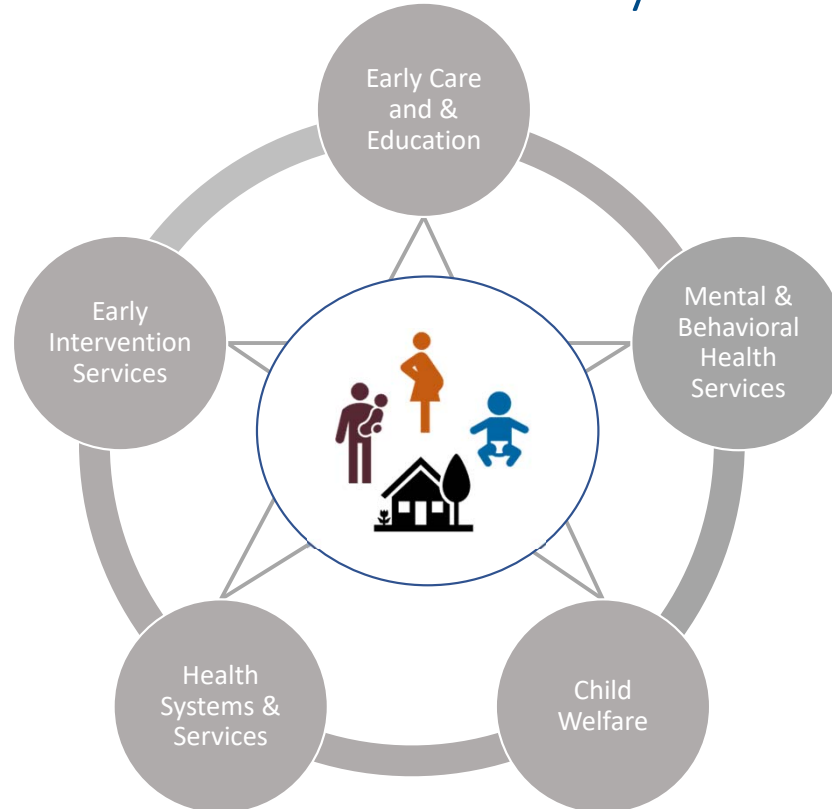 Early Care
and &
Education
Mental &
Behavioral
Health
Services
Child
Welfare
Health
Systems &
Services
Early
Intervention
Services